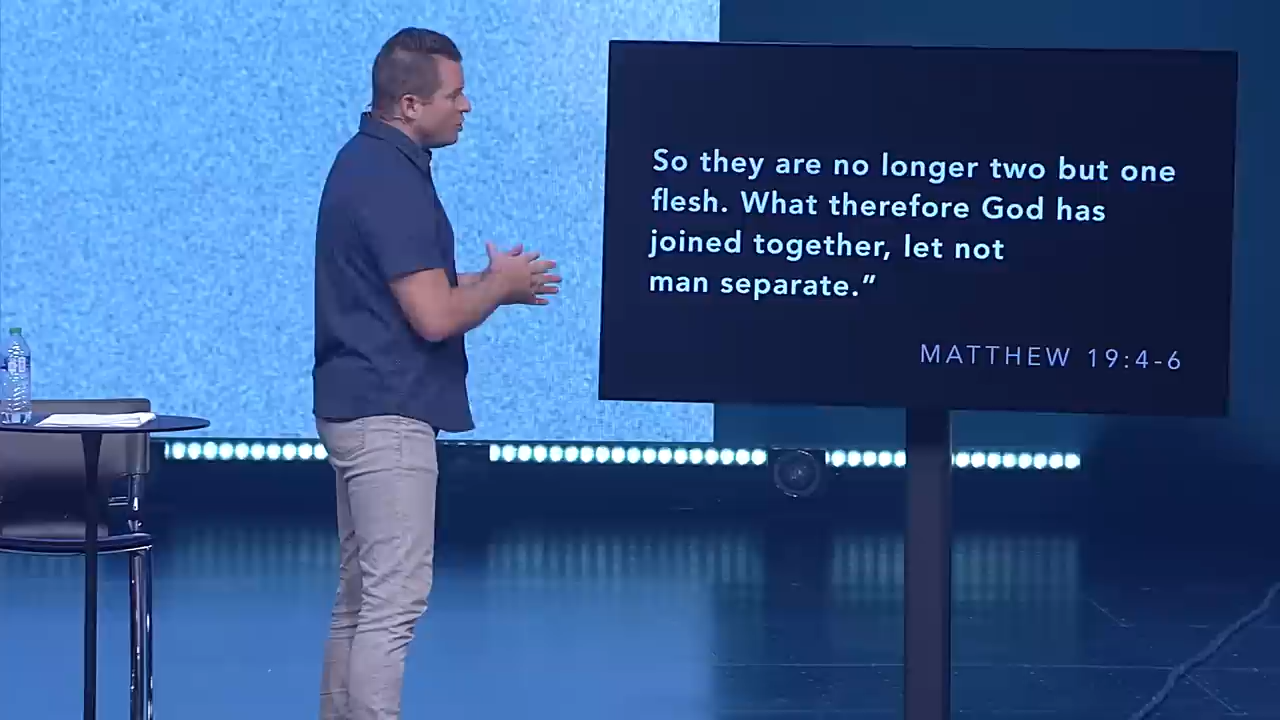 So they are no longer two but one
flesh. What therefore God has
joined together, let not
man separate.”
MATTHEW 19:4-6